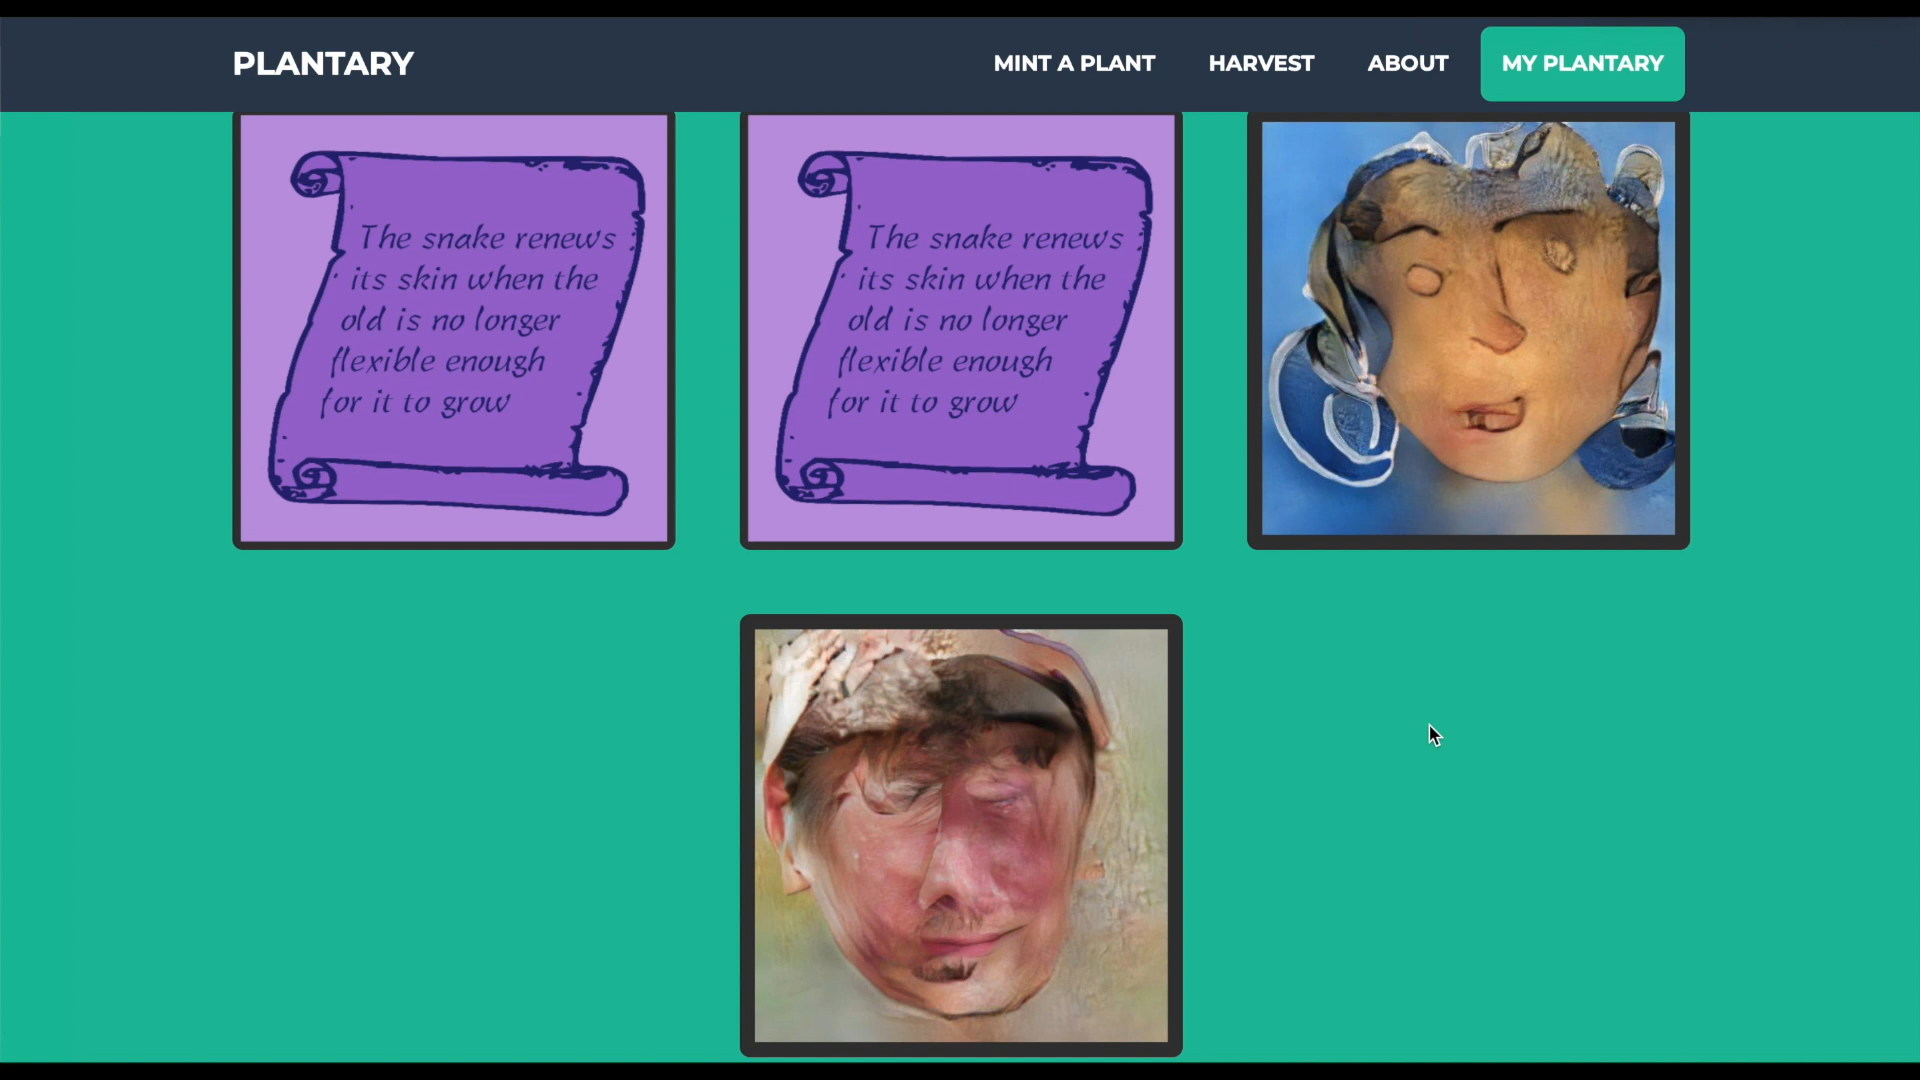 PLANTARY
MINT A PLANT
HARVEST
ABOUT
MY PLANTARY
The snake renews
its skin when the
old is no longer
flexible enough
for it to grow
The snake renews
its skin when the
old is no longer
flexible enough
for it to grow